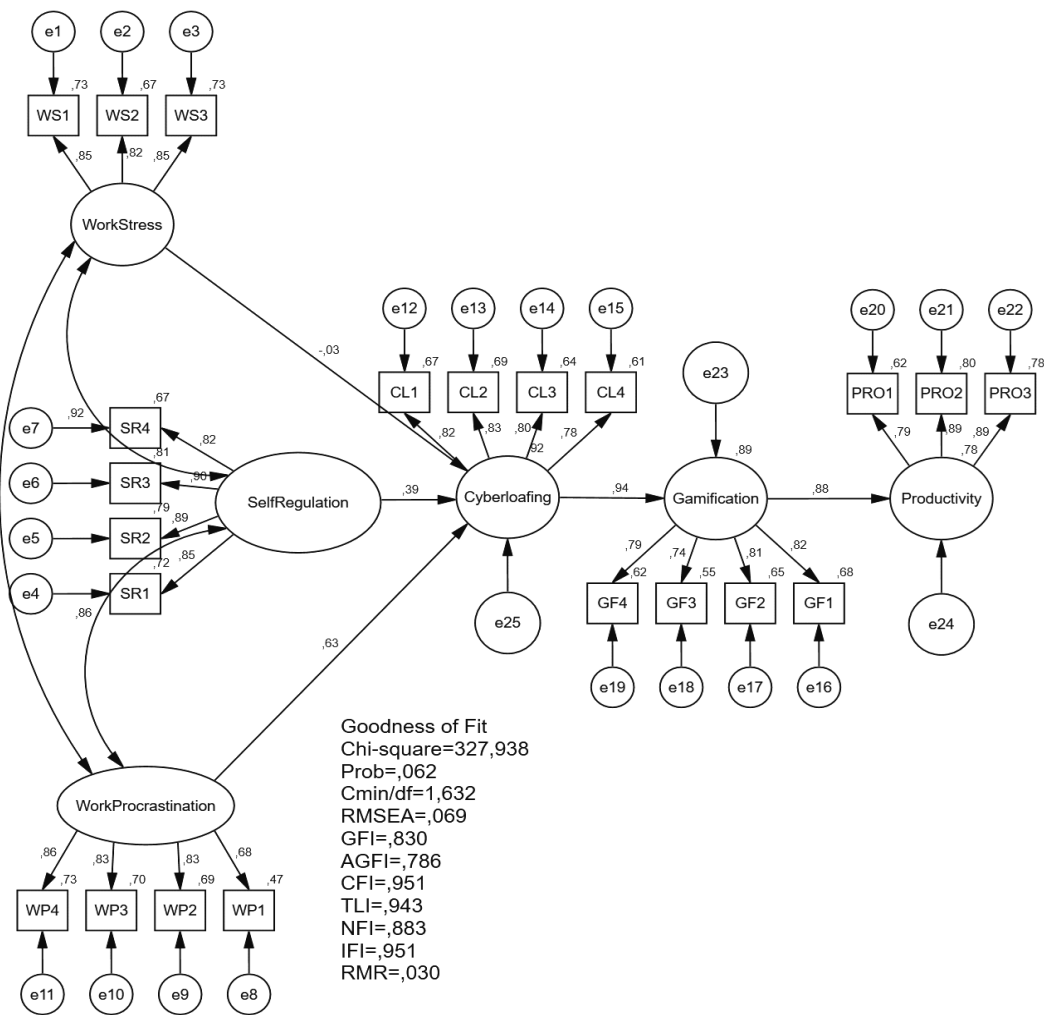 e1 e2 e3
,73 ,67 ,73
WS1 WS2 WS3
,85 ,82 ,85
WorkStress
e12 e13 e14 e15
e20 e21 e22
-,03
,67 ,69 ,64 ,61
,62 ,80 ,78
e23
CL1 CL2 CL3 CL4
PRO1 PRO2 PRO3
,67
e7 ,92 SR4
,82
,82 ,83 ,80 ,78
,79 ,89 ,89
,81
,92
,89
,78
e6 SR3 ,90
SelfRegulation ,39 Cyberloafing ,94 Gamification ,88 Productivity
,79
,89
e5 SR2
,72 ,85
,79 ,74 ,81 ,82
,62 ,55 ,65 ,68
e4 SR1
GF4 GF3 GF2 GF1
,86
e25
e24
,63
e19 e18 e17 e16
Goodness of Fit
Chi-square=327,938
Prob=,062
Cmin/df=1,632
RMSEA=,069
GFI=,830
AGFI=,786
CFI=,951
TLI=,943
NFI=,883
IFI=,951
RMR=,030
WorkProcrastination
,86 ,83 ,83 ,68
,73 ,70 ,69 ,47
WP4 WP3 WP2 WP1
e11 e10 e9 e8